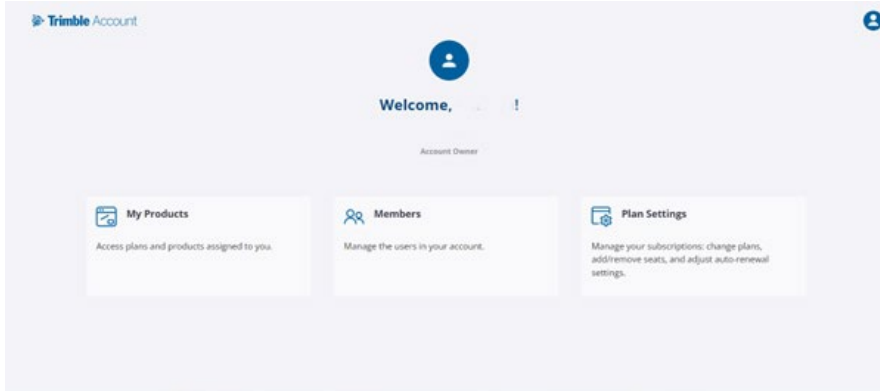 Trimble Account
Welcome, !
Account Owner
My Products
Access plans and products assigned to you.
Members
Manage the users in your account.
Plan Settings
Manage your subscriptions: change plans,
add/remove seats, and adjust auto-renewal
settings.